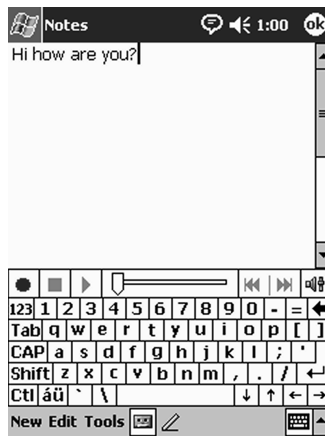 Notes 1:00 ok
Hi how are you?
123 1 2 3 4 5 6 7 8 9 0 - =
Tab q w e r t y u i o p [ ]
CAP a s d f g h j k l ; '
Shift z x c v b n m , . /
Ctl áü ` \
New Edit Tools